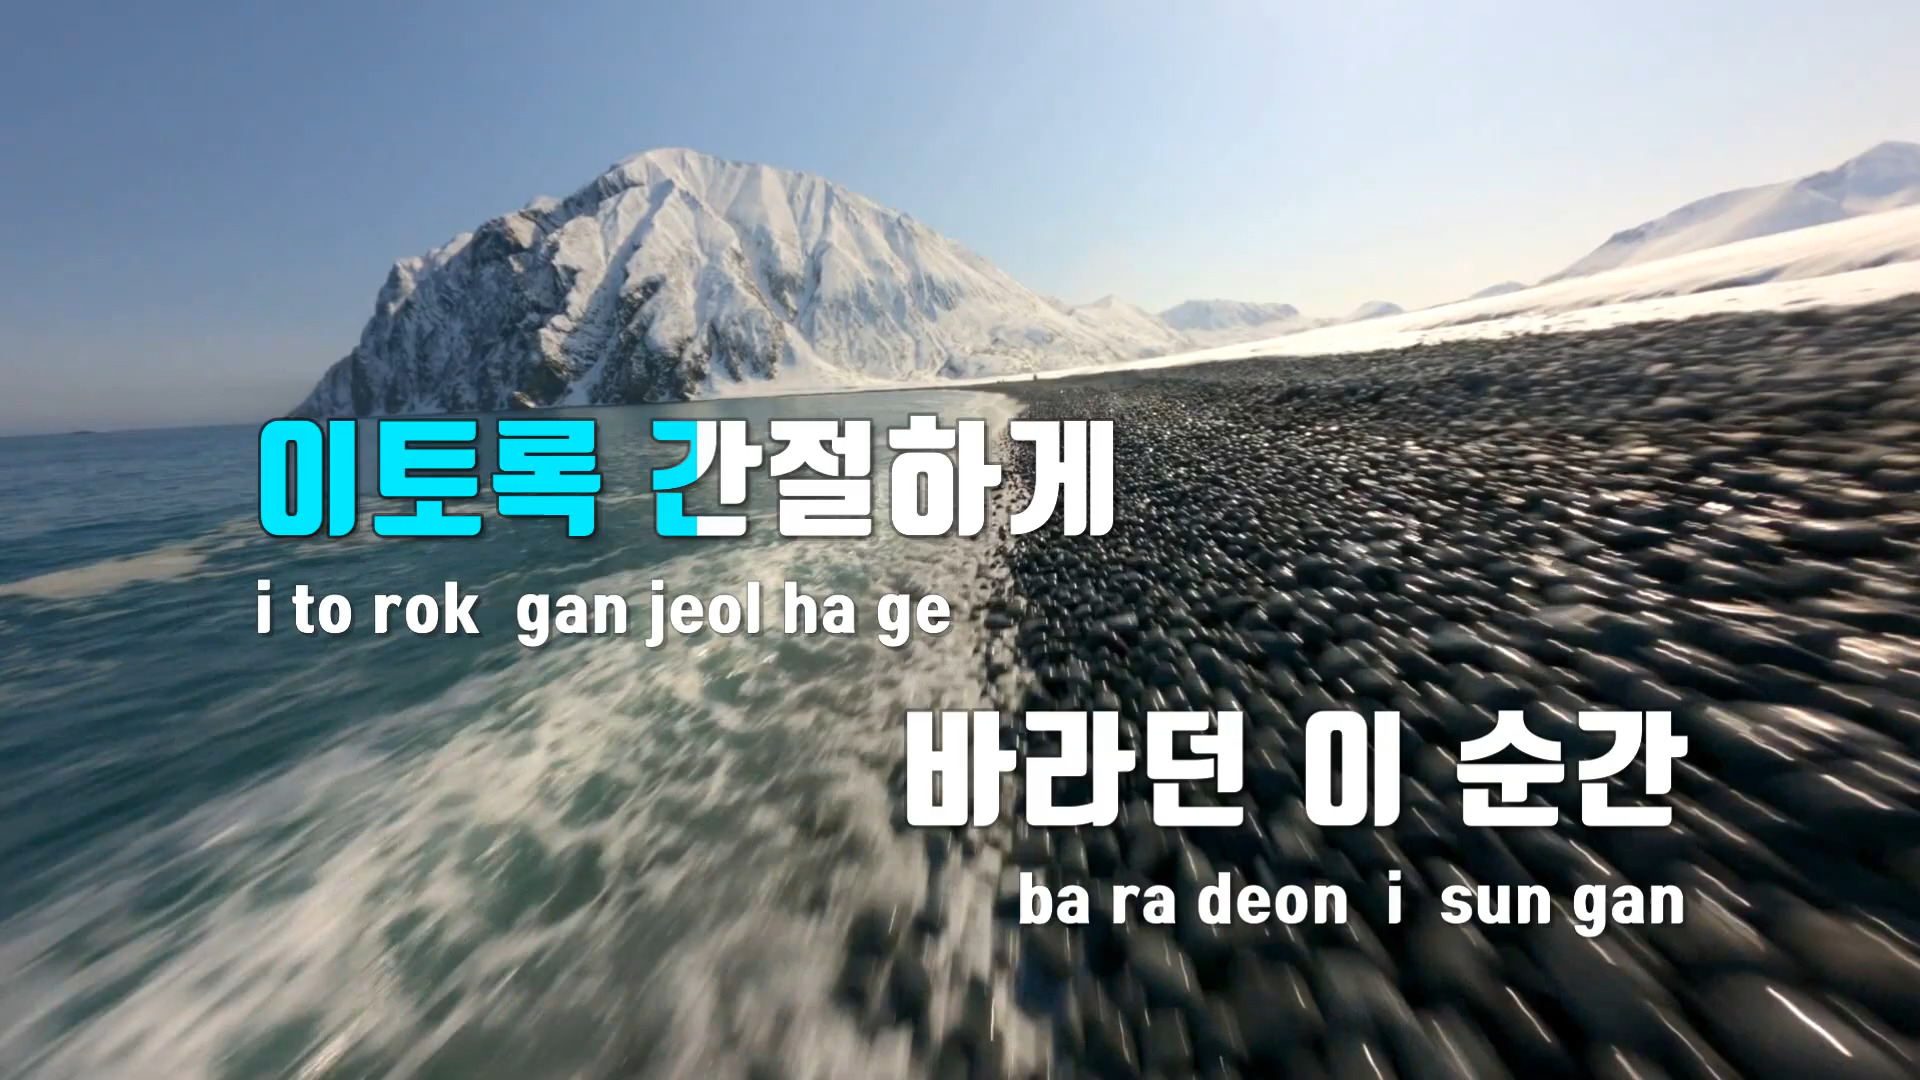 이토록 간절하게
i to rok gan jeol ha ge
바라던 이 순간
ba ra deon i sun gan